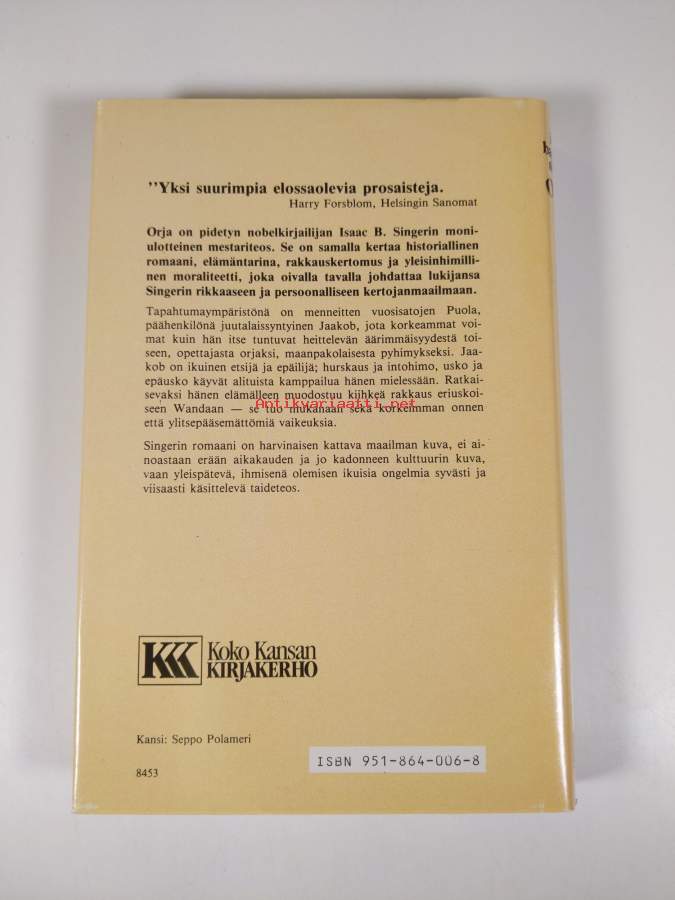 "Yksi suurimpia elossaolevia prosaisteja.
Harry Forsblom, Helsingin Sanomat
Orja on pidetyn nobelkirjailijan Isaac B. Singerin moni-
ulotteinen mestariteos. Se on samalla kertaa historiallinen
romaani, elämäntarina, rakkauskertomus ja yleisinhimilli-
nen moraliteetti, joka oivalla tavalla johdattaa lukijansa
Singerin rikkaaseen ja persoonalliseen kertojanmaailmaan.
Tapahtumaympäristönä on menneitten vuosisatojen Puola,
päähenkilönä juutalaissyntyinen Jaakob, jota korkeammat voi-
mat kuin hän itse tuntuvat heittelevän äärimmäisyydestä toi-
seen, opettajasta orjaksi, maanpakolaisesta pyhimykseksi. Jaa-
kob on ikuinen etsijä ja epäilijä; hurskaus ja intohimo, usko ja
epäusko käyvät alituista kamppailua hänen mielessään. Ratkai-
sevaksi hänen elämälleen muodostuu kiihkeä rakkaus eriuskoi-
seen Wandaan — se tuo mukanaan sekä korkeimman onnen
että ylitsepääsemättömiä vaikeuksia.
Antikvariaatti.net
Singerin romaani on harvinaisen kattava maailman kuva, ei ai-
noastaan erään aikakauden ja jo kadonneen kulttuurin kuva,
vaan yleispätevä, ihmisenä olemisen ikuisia ongelmia syvästi ja
viisaasti käsittelevä taideteos.
KKK Koko Kansan
KIRJAKERHO
Kansi: Seppo Polameri
ISBN 951-864-006-8
8453